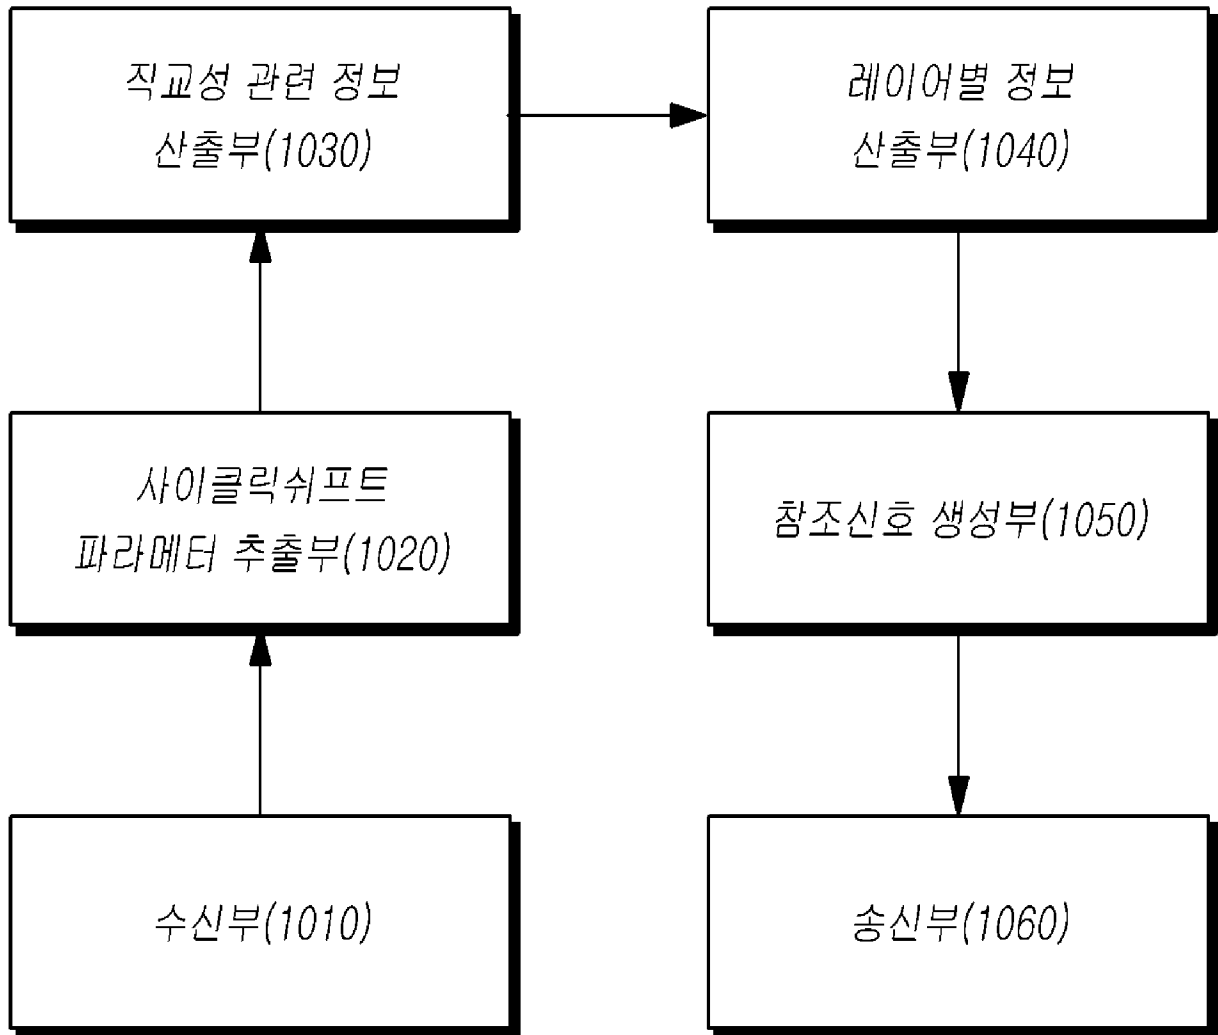 직교성 관련 정보
산출부(1030)
레이어별 정보
산출부(1040)
사이클릭쉬프트
파라메터 추출부(1020)
참조신호 생성부(1050)
수신부(1010)
송신부(1060)